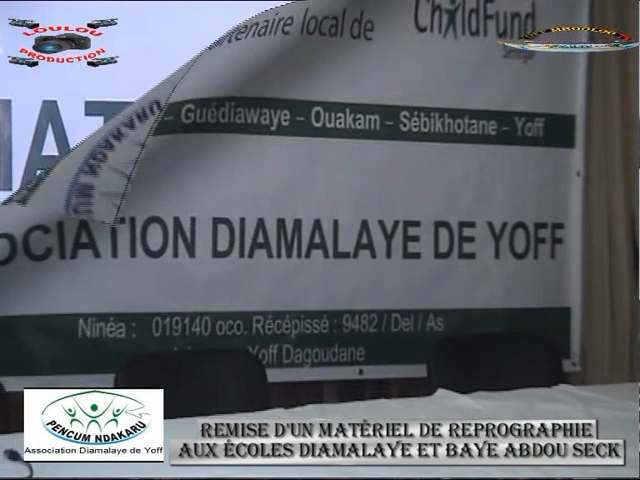 LOULOU
PRODUCTION
tenaire local de
ChildFund
Senegal
- Guédiawaye - Ouakam - Sébikhotane - Yoff
OCIATION DIAMALAYE DE YOFF
Ninéa : 019140 oco. Récépissé : 9482 / Del / As
Yoff Dagoudane
PENCUM NDAKARU
Association Diamalaye de Yoff
REMISE D'UN MATÉRIEL DE REPROGRAPHIE
AUX ÉCOLES DIAMALAYE ET BAYE ABDOU SECK